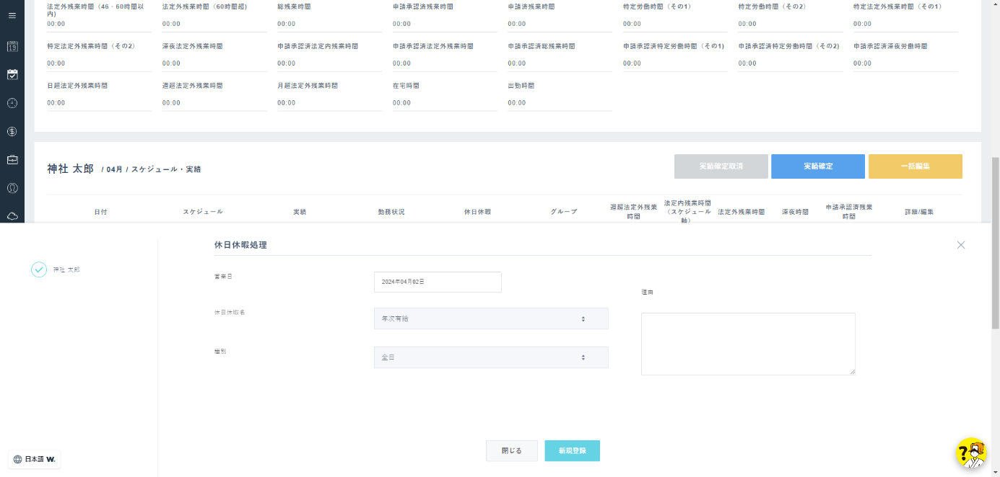 法定外残業時間（46‐60時間以内）
法定外残業時間（60時間超）
総残業時間
申請承認済残業時間
申請済残業時間
特定労働時間（その1）
特定労働時間（その2）
特定法定外残業時間（その1）
00:00
00:00
00:00
00:00
00:00
00:00
00:00
00:00
特定法定外残業時間（その2）
深夜法定外残業時間
申請承認済法定内残業時間
申請承認済法定外残業時間
申請承認済総残業時間
申請承認済特定労働時間（その1）
申請承認済特定労働時間（その2）
申請承認済深夜労働時間
00:00
00:00
00:00
00:00
00:00
00:00
00:00
00:00
日超法定外残業時間
週超法定外残業時間
月超法定外残業時間
在宅時間
出勤時間
00:00
00:00
00:00
00:00
00:00
19
神社 太郎 / 04月 / スケジュール・実績
実績確定取消
実績確定
一括編集
日付
スケジュール
実績
勤務状況
休日休暇
グループ
週超法定外残業時間
法定内残業時間（スケジュール軸）
法定外残業時間
深夜時間
申請承認済残業時間
詳細/編集
休日休暇処理
神社 太郎
営業日
2024年04月02日
理由
休日休暇名
年次有給
種別
全日
閉じる
新規登録
日本語 W.
?